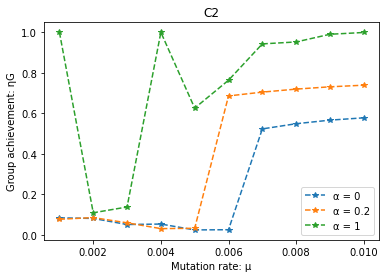 C2
Group achievement: ηG
1.0
0.8
0.6
0.4
0.2
0.0
0.002
0.004
0.006
0.008
0.010
Mutation rate: μ
α = 0
α = 0.2
α = 1